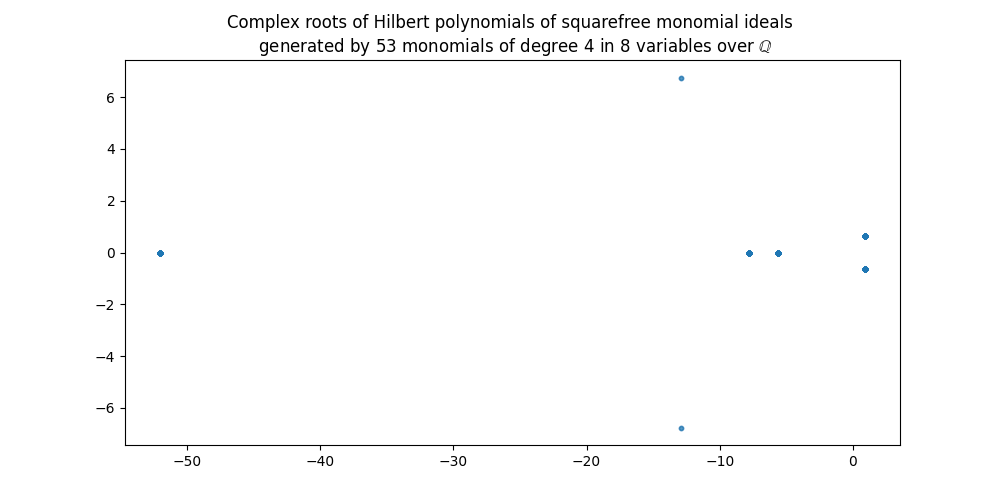 Complex roots of Hilbert polynomials of squarefree monomial ideals
generated by 53 monomials of degree 4 in 8 variables over ℚ
6
4
2
0
−2
−4
−6
−50 −40 −30 −20 −10 0